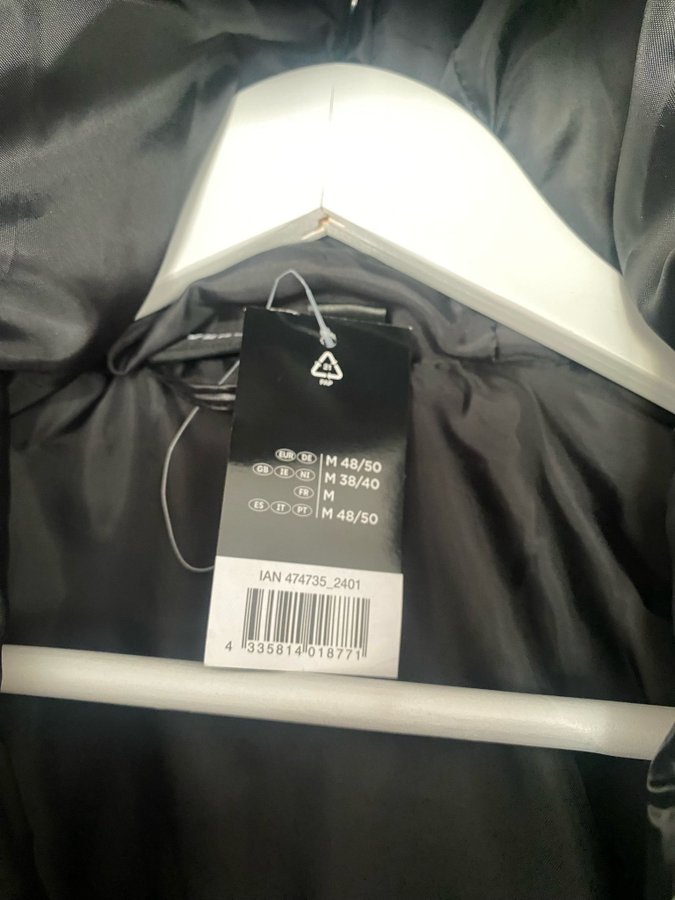 21
PAP
EUR DE M 48/50
GB IE NI M 38/40
FR M
ES IT PT M 48/50
IAN 474735_2401
4 335814 018771